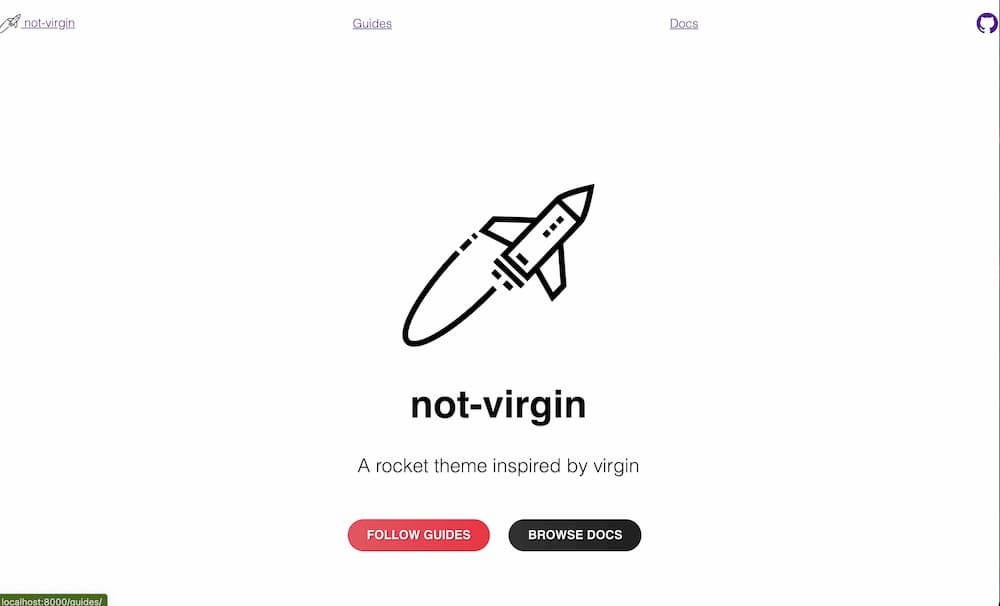 not-virgin
Guides
Docs
not-virgin
A rocket theme inspired by virgin
FOLLOW GUIDES
BROWSE DOCS
localhost:8000/guides/